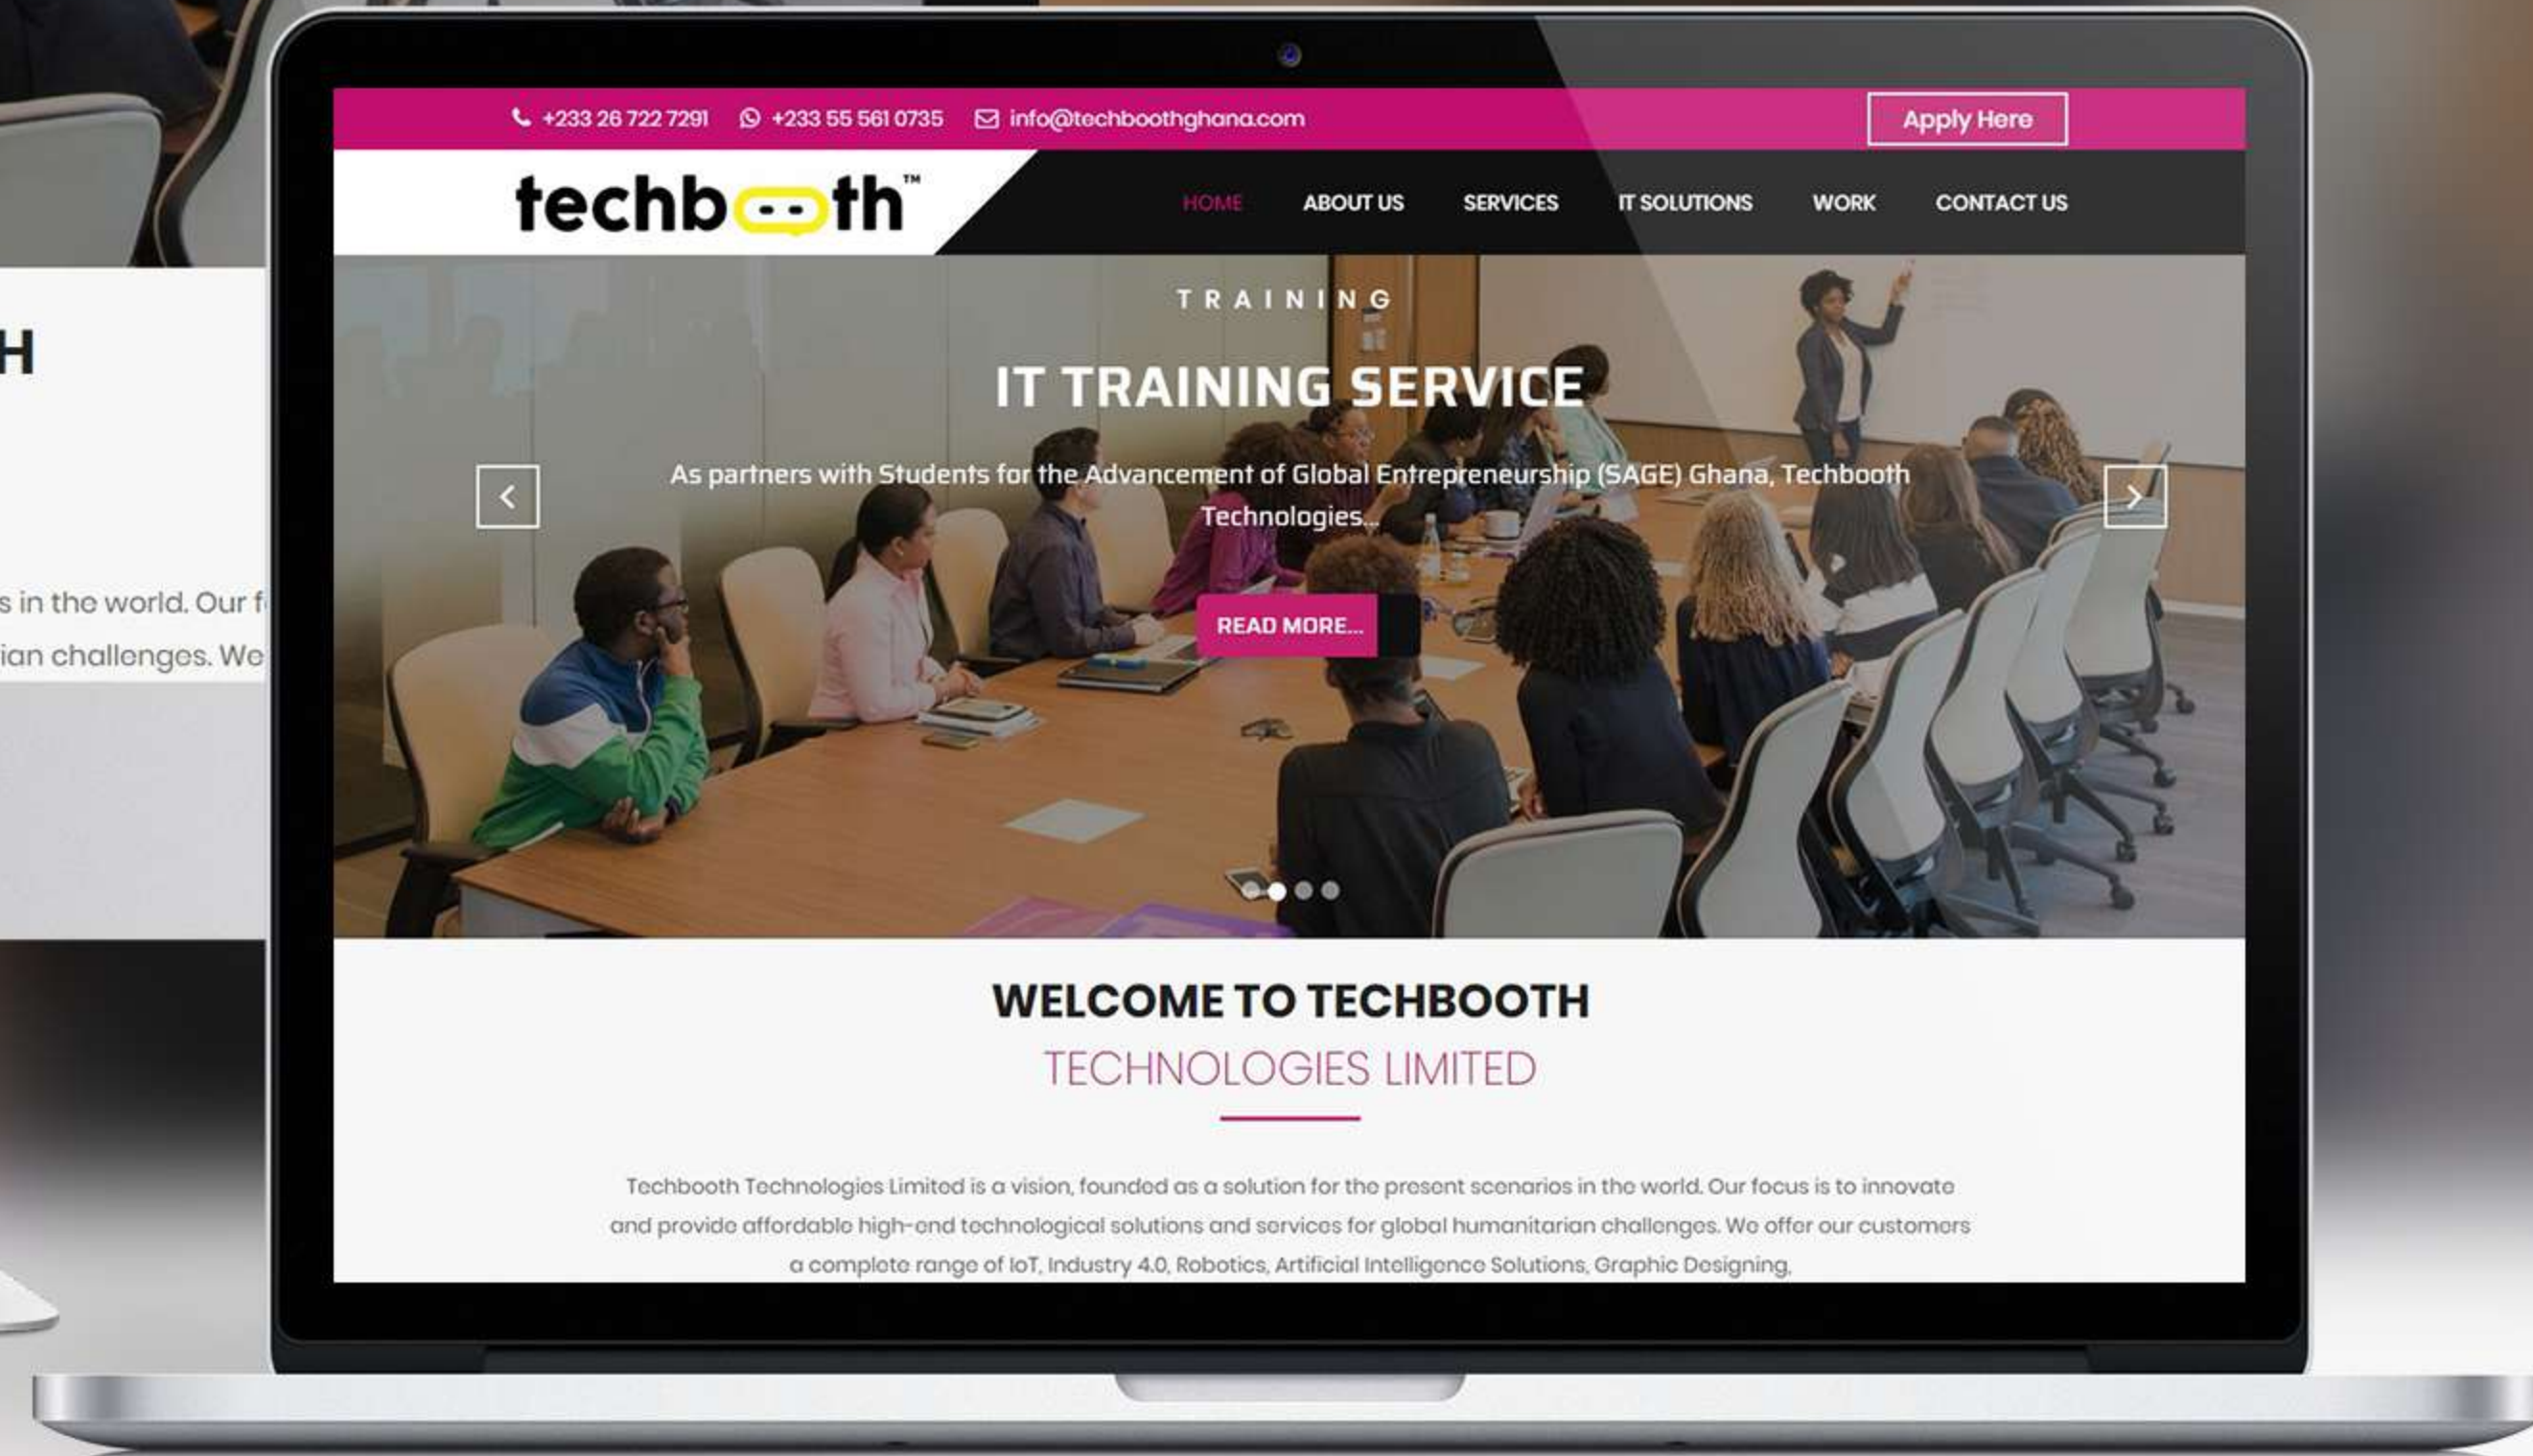 +233 26 722 7291 +233 55 561 0735 info@techboothghana.com Apply Here
techbooth™
HOME ABOUT US SERVICES IT SOLUTIONS WORK CONTACT US
TRAINING
IT TRAINING SERVICE
As partners with Students for the Advancement of Global Entrepreneurship (SAGE) Ghana, Techbooth
Technologies...
READ MORE...
WELCOME TO TECHBOOTH
TECHNOLOGIES LIMITED
Techbooth Technologies Limited is a vision, founded as a solution for the present scenarios in the world. Our focus is to innovate
and provide affordable high-end technological solutions and services for global humanitarian challenges. We offer our customers
a complete range of IoT, Industry 4.0, Robotics, Artificial Intelligence Solutions, Graphic Designing,
H
s in the world. Our f
ian challenges. We